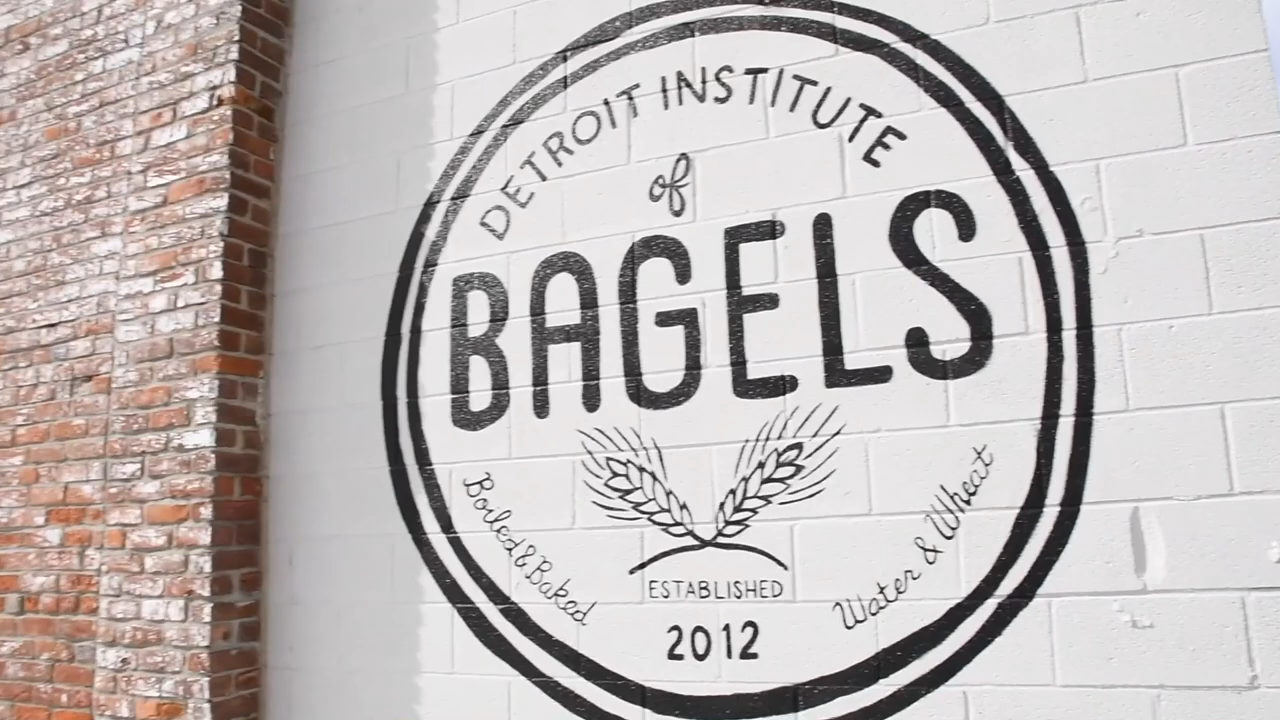 DETROIT INSTITUTE
of
BAGELS
Boiled & Baked
Water & Wheat
ESTABLISHED
2012